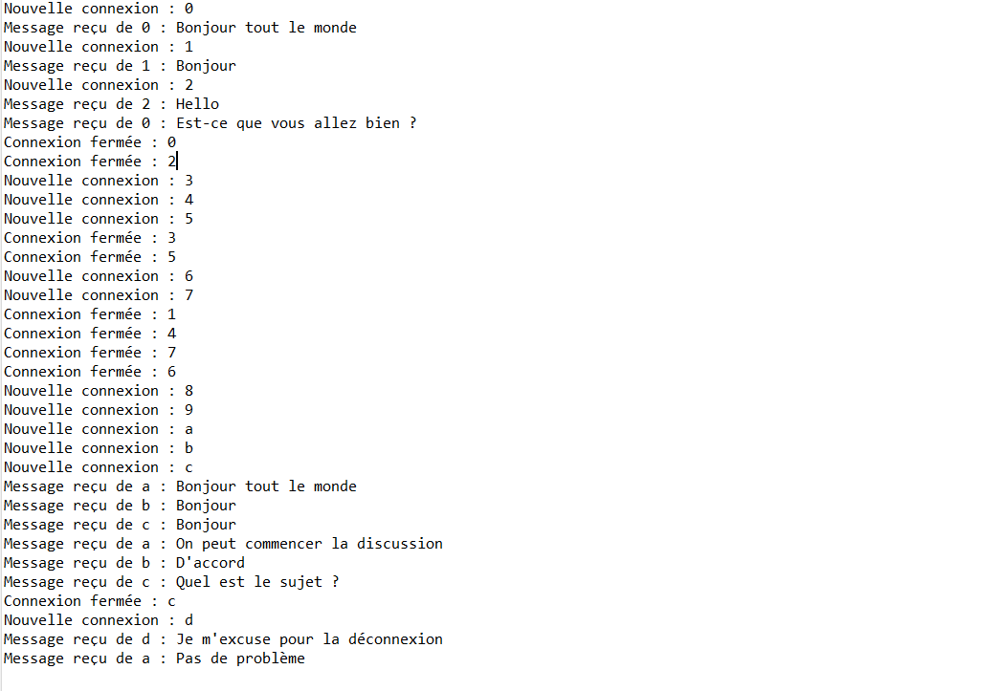 Nouvelle connexion : 0
Message reçu de 0 : Bonjour tout le monde
Nouvelle connexion : 1
Message reçu de 1 : Bonjour
Nouvelle connexion : 2
Message reçu de 2 : Hello
Message reçu de 0 : Est-ce que vous allez bien ?
Connexion fermée : 0
Connexion fermée : 2
Nouvelle connexion : 3
Nouvelle connexion : 4
Nouvelle connexion : 5
Connexion fermée : 3
Connexion fermée : 5
Nouvelle connexion : 6
Nouvelle connexion : 7
Connexion fermée : 1
Connexion fermée : 4
Connexion fermée : 7
Connexion fermée : 6
Nouvelle connexion : 8
Nouvelle connexion : 9
Nouvelle connexion : a
Nouvelle connexion : b
Nouvelle connexion : c
Message reçu de a : Bonjour tout le monde
Message reçu de b : Bonjour
Message reçu de c : Bonjour
Message reçu de a : On peut commencer la discussion
Message reçu de b : D'accord
Message reçu de c : Quel est le sujet ?
Connexion fermée : c
Nouvelle connexion : d
Message reçu de d : Je m'excuse pour la déconnexion
Message reçu de a : Pas de problème